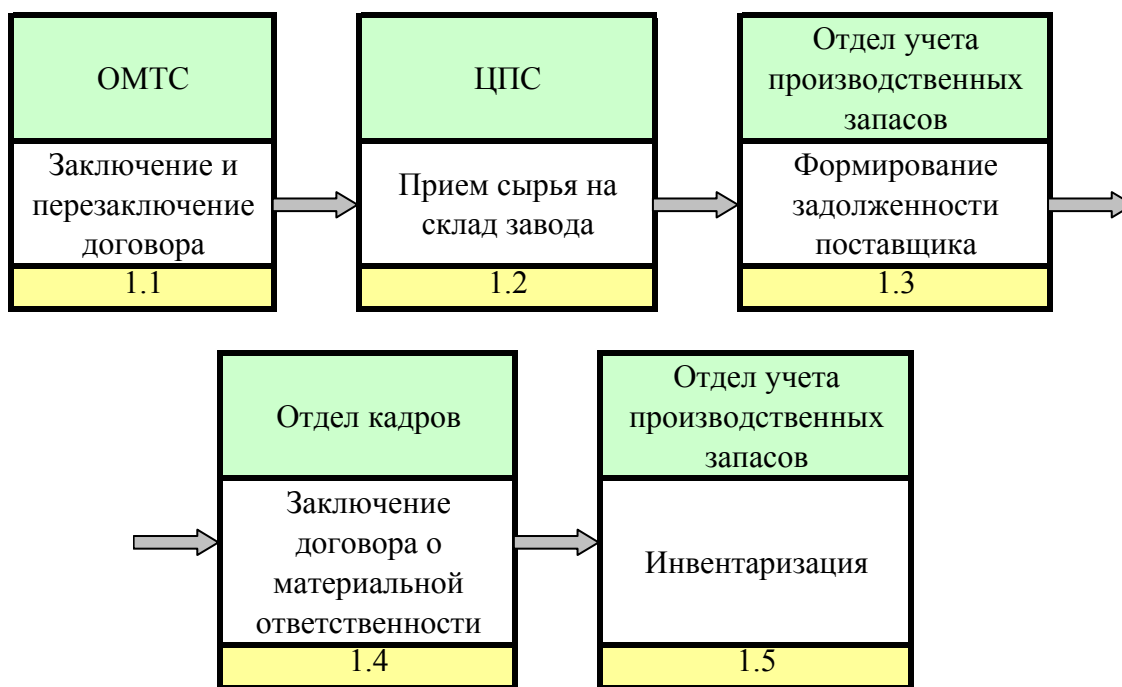 ОМТС
Заключение и
перезаключение
договора
1.1
ЦПС
Прием сырья на
склад завода
1.2
Отдел учета
производственных
запасов
Формирование
задолженности
поставщика
1.3
Отдел кадров
Заключение
договора о
материальной
ответственности
1.4
Отдел учета
производственных
запасов
Инвентаризация
1.5